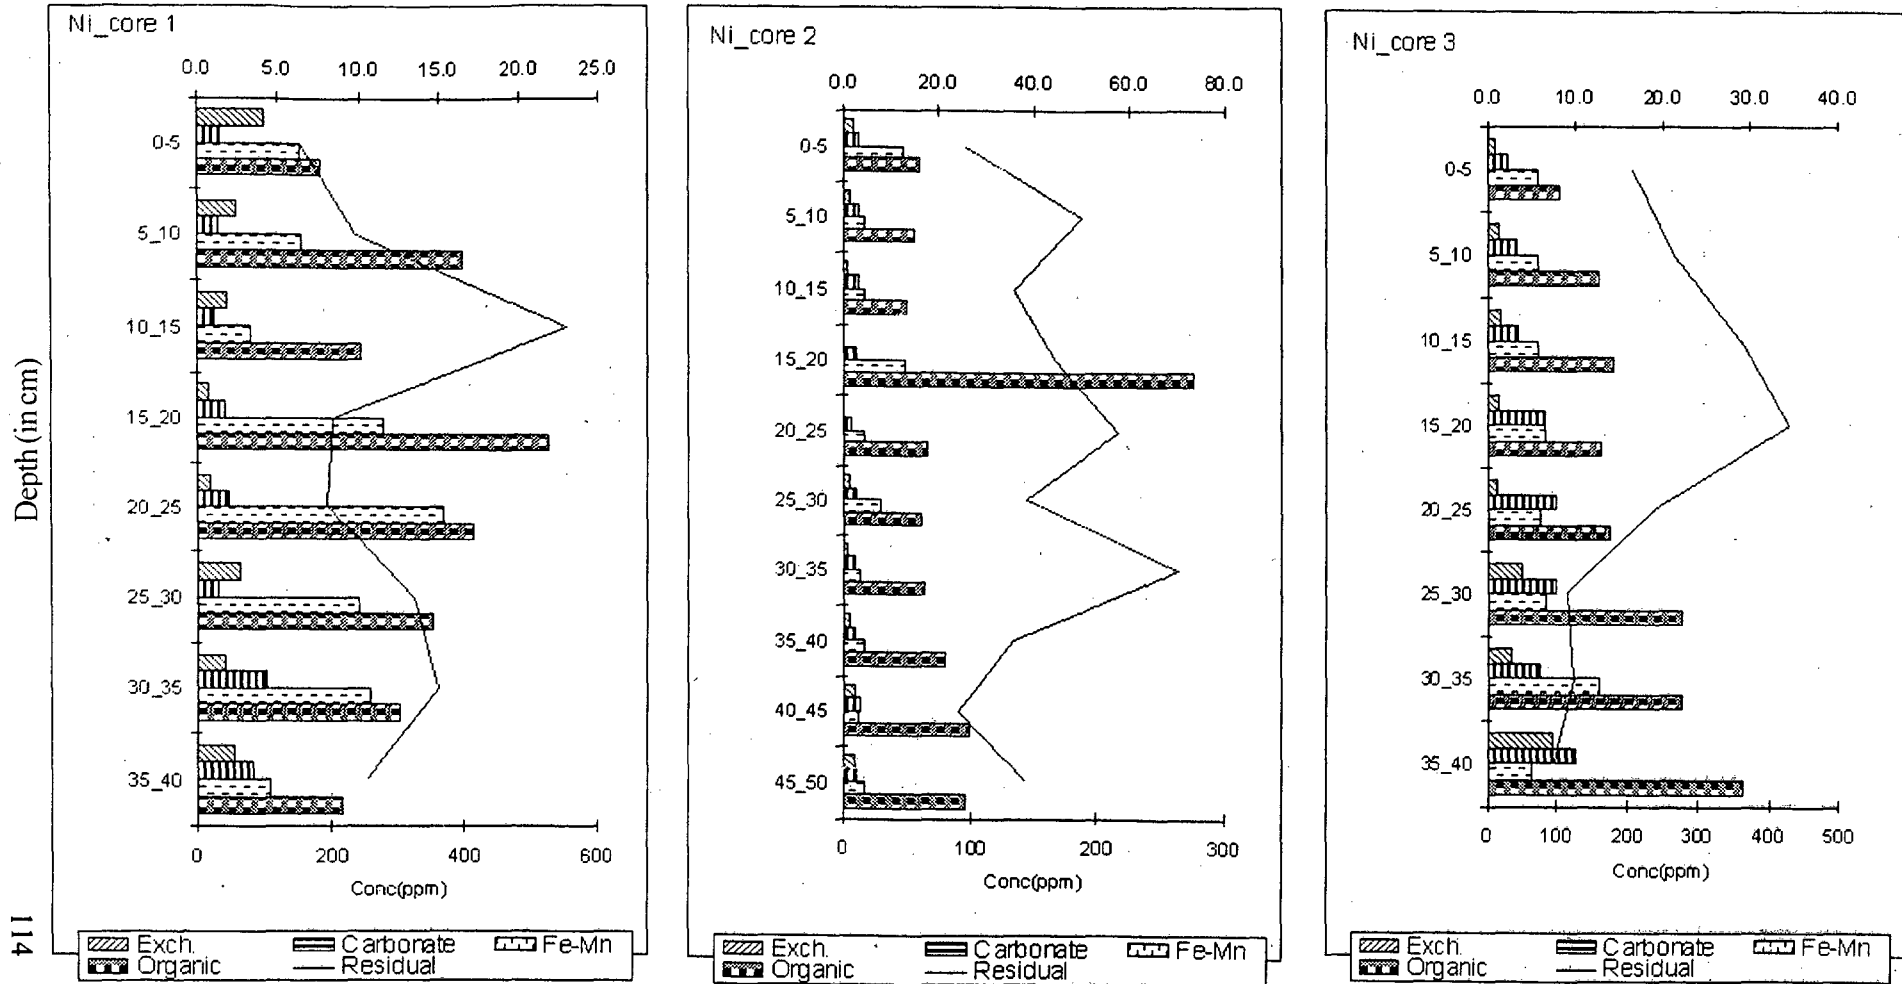 Ni_core 1
0.0 5.0 10.0 15.0 20.0 25.0
0-5
5_10
10_15
15_20
20_25
25_30
30_35
35_40
0 200 400 600
Conc(ppm)
Exch. Carbonate Fe-Mn
Organic Residual
Ni_core 2
0.0 20.0 40.0 60.0 80.0
0-5
5_10
10_15
15_20
20_25
25_30
30_35
35_40
40_45
45_50
0 100 200 300
Conc(ppm)
Exch. Carbonate Fe-Mn
Organic Residual
Ni_core 3
0.0 10.0 20.0 30.0 40.0
0-5
5_10
10_15
15_20
20_25
25_30
30_35
35_40
0 100 200 300 400 500
Conc(ppm)
Exch. Carbonate Fe-Mn
Organic Residual
Depth (in cm)
114